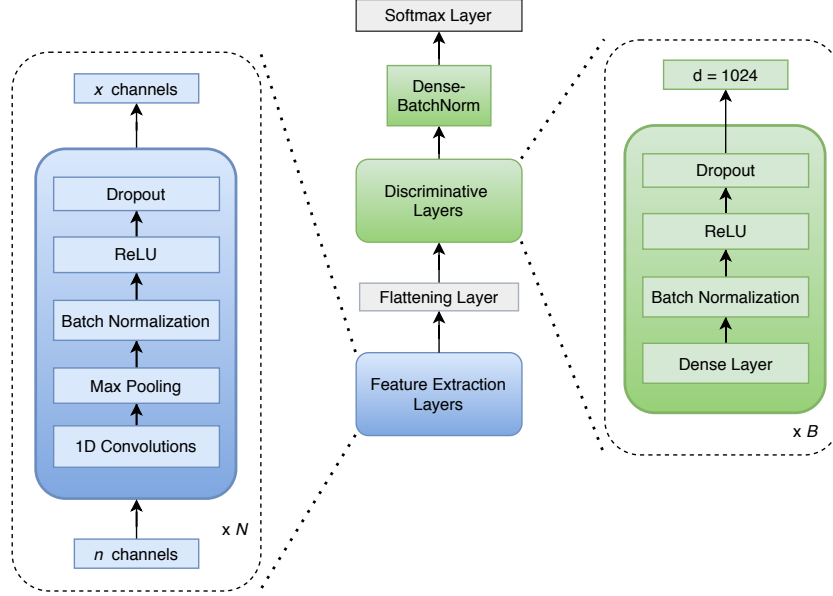 Softmax Layer
Dense-
BatchNorm
Discriminative
Layers
Flattening Layer
Feature Extraction
Layers
x channels
Dropout
ReLU
Batch Normalization
Max Pooling
1D Convolutions
n channels
x N
d = 1024
Dropout
ReLU
Batch Normalization
Dense Layer
x B